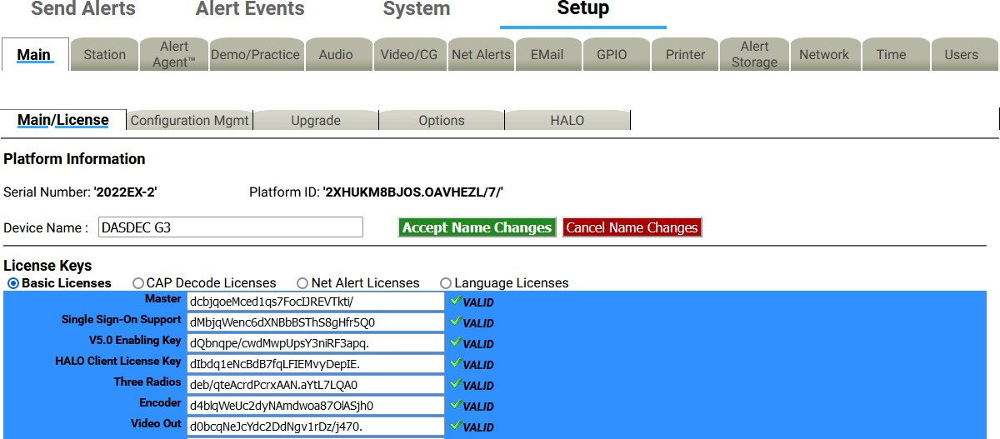 Send Alerts Alert Events System Setup
Main Station Alert Agent™ Demo/Practice Audio Video/CG Net Alerts EMail GPIO Printer Alert Storage Network Time Users
Main/License Configuration Mgmt Upgrade Options HALO
Platform Information
Serial Number: '2022EX-2' Platform ID: '2XHUKM8BJOS.OAVHEZL/7/'
Device Name : DASDEC G3 Accept Name Changes Cancel Name Changes
License Keys
Basic Licenses CAP Decode Licenses Net Alert Licenses Language Licenses
Master dcbjqoeMced1qs7FocIJREVTkti/ VALID
Single Sign-On Support dMbjqWenc6dXNBbBSThS8gHfr5Q0 VALID
V5.0 Enabling Key dQbnqpe/cwdMwpUpsY3niRF3apq. VALID
HALO Client License Key dIbdq1eNcBdB7fqLFIEMvyDepIE. VALID
Three Radios deb/qteAcrdPcrxAAN.aYtL7LQA0 VALID
Encoder d4blqWeUc2dyNAmdwoa87OlASjh0 VALID
Video Out d0bcqNeJcYdc2DdNgv1rDz/j470. VALID